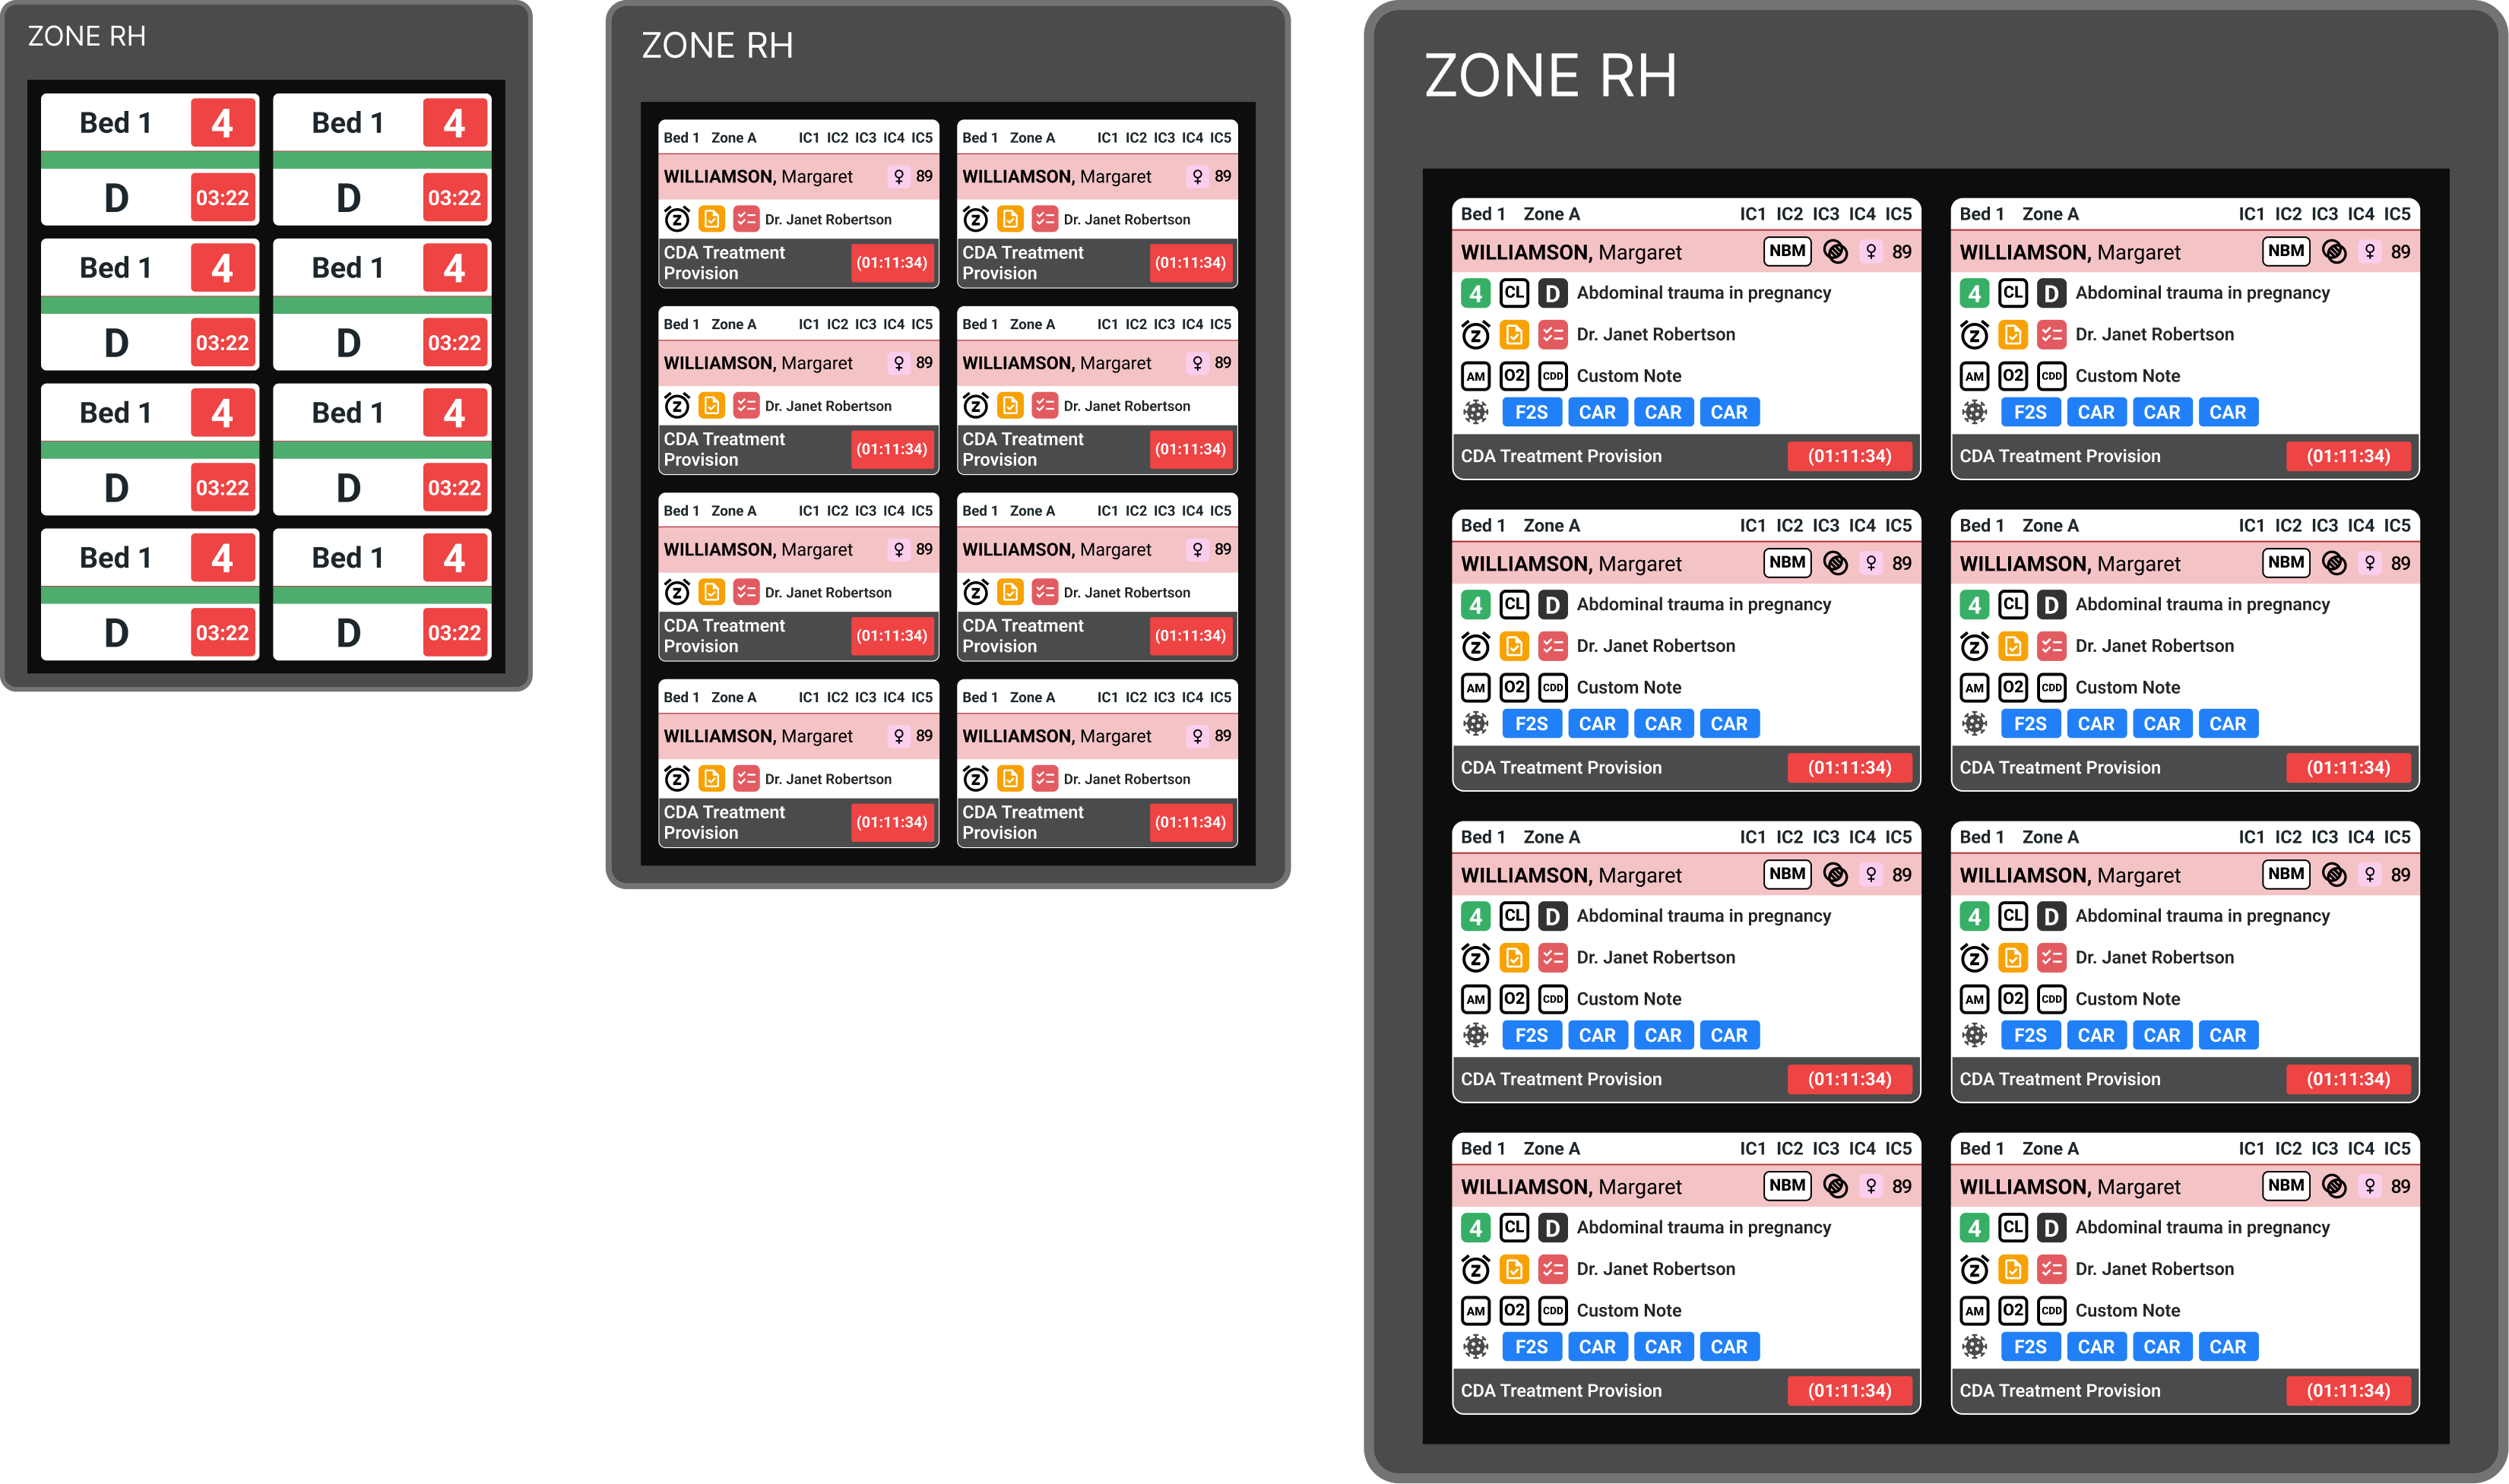 ZONE RH
Bed 1 4 Bed 1 4
D 03:22 D 03:22
Bed 1 4 Bed 1 4
D 03:22 D 03:22
Bed 1 4 Bed 1 4
D 03:22 D 03:22
Bed 1 4 Bed 1 4
D 03:22 D 03:22
ZONE RH
Bed 1 Zone A IC1 IC2 IC3 IC4 IC5 Bed 1 Zone A IC1 IC2 IC3 IC4 IC5
WILLIAMSON, Margaret ♀ 89 WILLIAMSON, Margaret ♀ 89
Z Dr. Janet Robertson Z Dr. Janet Robertson
CDA Treatment Provision (01:11:34) CDA Treatment Provision (01:11:34)
Bed 1 Zone A IC1 IC2 IC3 IC4 IC5 Bed 1 Zone A IC1 IC2 IC3 IC4 IC5
WILLIAMSON, Margaret ♀ 89 WILLIAMSON, Margaret ♀ 89
Z Dr. Janet Robertson Z Dr. Janet Robertson
CDA Treatment Provision (01:11:34) CDA Treatment Provision (01:11:34)
Bed 1 Zone A IC1 IC2 IC3 IC4 IC5 Bed 1 Zone A IC1 IC2 IC3 IC4 IC5
WILLIAMSON, Margaret ♀ 89 WILLIAMSON, Margaret ♀ 89
Z Dr. Janet Robertson Z Dr. Janet Robertson
CDA Treatment Provision (01:11:34) CDA Treatment Provision (01:11:34)
Bed 1 Zone A IC1 IC2 IC3 IC4 IC5 Bed 1 Zone A IC1 IC2 IC3 IC4 IC5
WILLIAMSON, Margaret ♀ 89 WILLIAMSON, Margaret ♀ 89
Z Dr. Janet Robertson Z Dr. Janet Robertson
CDA Treatment Provision (01:11:34) CDA Treatment Provision (01:11:34)
ZONE RH
Bed 1 Zone A IC1 IC2 IC3 IC4 IC5 Bed 1 Zone A IC1 IC2 IC3 IC4 IC5
WILLIAMSON, Margaret NBM ♀ 89 WILLIAMSON, Margaret NBM ♀ 89
4 CL D Abdominal trauma in pregnancy 4 CL D Abdominal trauma in pregnancy
Z Dr. Janet Robertson Z Dr. Janet Robertson
AM O2 CDD Custom Note AM O2 CDD Custom Note
F2S CAR CAR CAR F2S CAR CAR CAR
CDA Treatment Provision (01:11:34) CDA Treatment Provision (01:11:34)
Bed 1 Zone A IC1 IC2 IC3 IC4 IC5 Bed 1 Zone A IC1 IC2 IC3 IC4 IC5
WILLIAMSON, Margaret NBM ♀ 89 WILLIAMSON, Margaret NBM ♀ 89
4 CL D Abdominal trauma in pregnancy 4 CL D Abdominal trauma in pregnancy
Z Dr. Janet Robertson Z Dr. Janet Robertson
AM O2 CDD Custom Note AM O2 CDD Custom Note
F2S CAR CAR CAR F2S CAR CAR CAR
CDA Treatment Provision (01:11:34) CDA Treatment Provision (01:11:34)
Bed 1 Zone A IC1 IC2 IC3 IC4 IC5 Bed 1 Zone A IC1 IC2 IC3 IC4 IC5
WILLIAMSON, Margaret NBM ♀ 89 WILLIAMSON, Margaret NBM ♀ 89
4 CL D Abdominal trauma in pregnancy 4 CL D Abdominal trauma in pregnancy
Z Dr. Janet Robertson Z Dr. Janet Robertson
AM O2 CDD Custom Note AM O2 CDD Custom Note
F2S CAR CAR CAR F2S CAR CAR CAR
CDA Treatment Provision (01:11:34) CDA Treatment Provision (01:11:34)
Bed 1 Zone A IC1 IC2 IC3 IC4 IC5 Bed 1 Zone A IC1 IC2 IC3 IC4 IC5
WILLIAMSON, Margaret NBM ♀ 89 WILLIAMSON, Margaret NBM ♀ 89
4 CL D Abdominal trauma in pregnancy 4 CL D Abdominal trauma in pregnancy
Z Dr. Janet Robertson Z Dr. Janet Robertson
AM O2 CDD Custom Note AM O2 CDD Custom Note
F2S CAR CAR CAR F2S CAR CAR CAR
CDA Treatment Provision (01:11:34) CDA Treatment Provision (01:11:34)